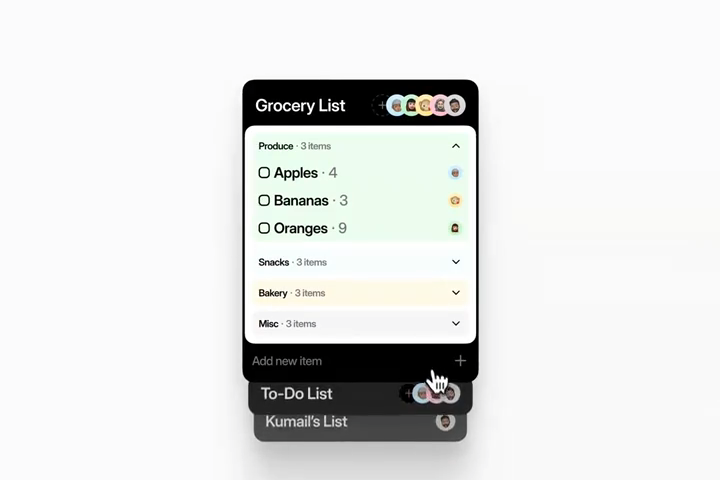 Grocery List
Produce · 3 items
Apples · 4
Bananas · 3
Oranges · 9
Snacks · 3 items
Bakery · 3 items
Misc · 3 items
Add new item
To-Do List
Kumail's List